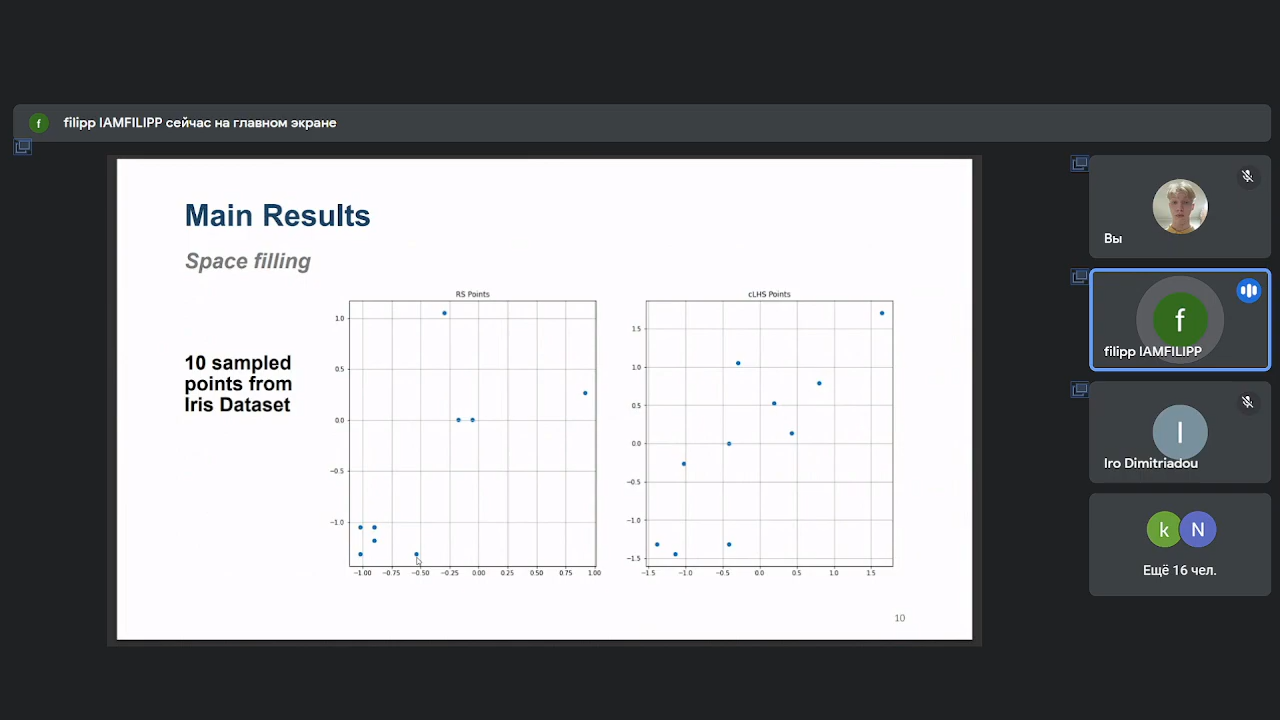 f
filipp IAMFILIPP сейчас на главном экране
Main Results
Space filling
10 sampled
points from
Iris Dataset
RS Points
1.0
0.5
0.0
−0.5
−1.0
−1.00 −0.75 −0.50 −0.25 0.00 0.25 0.50 0.75 1.00
cLHS Points
1.5
1.0
0.5
0.0
−0.5
−1.0
−1.5
−1.5 −1.0 −0.5 0.0 0.5 1.0 1.5
10
Вы
f
filipp IAMFILIPP
I
Iro Dimitriadou
k N
Ещё 16 чел.